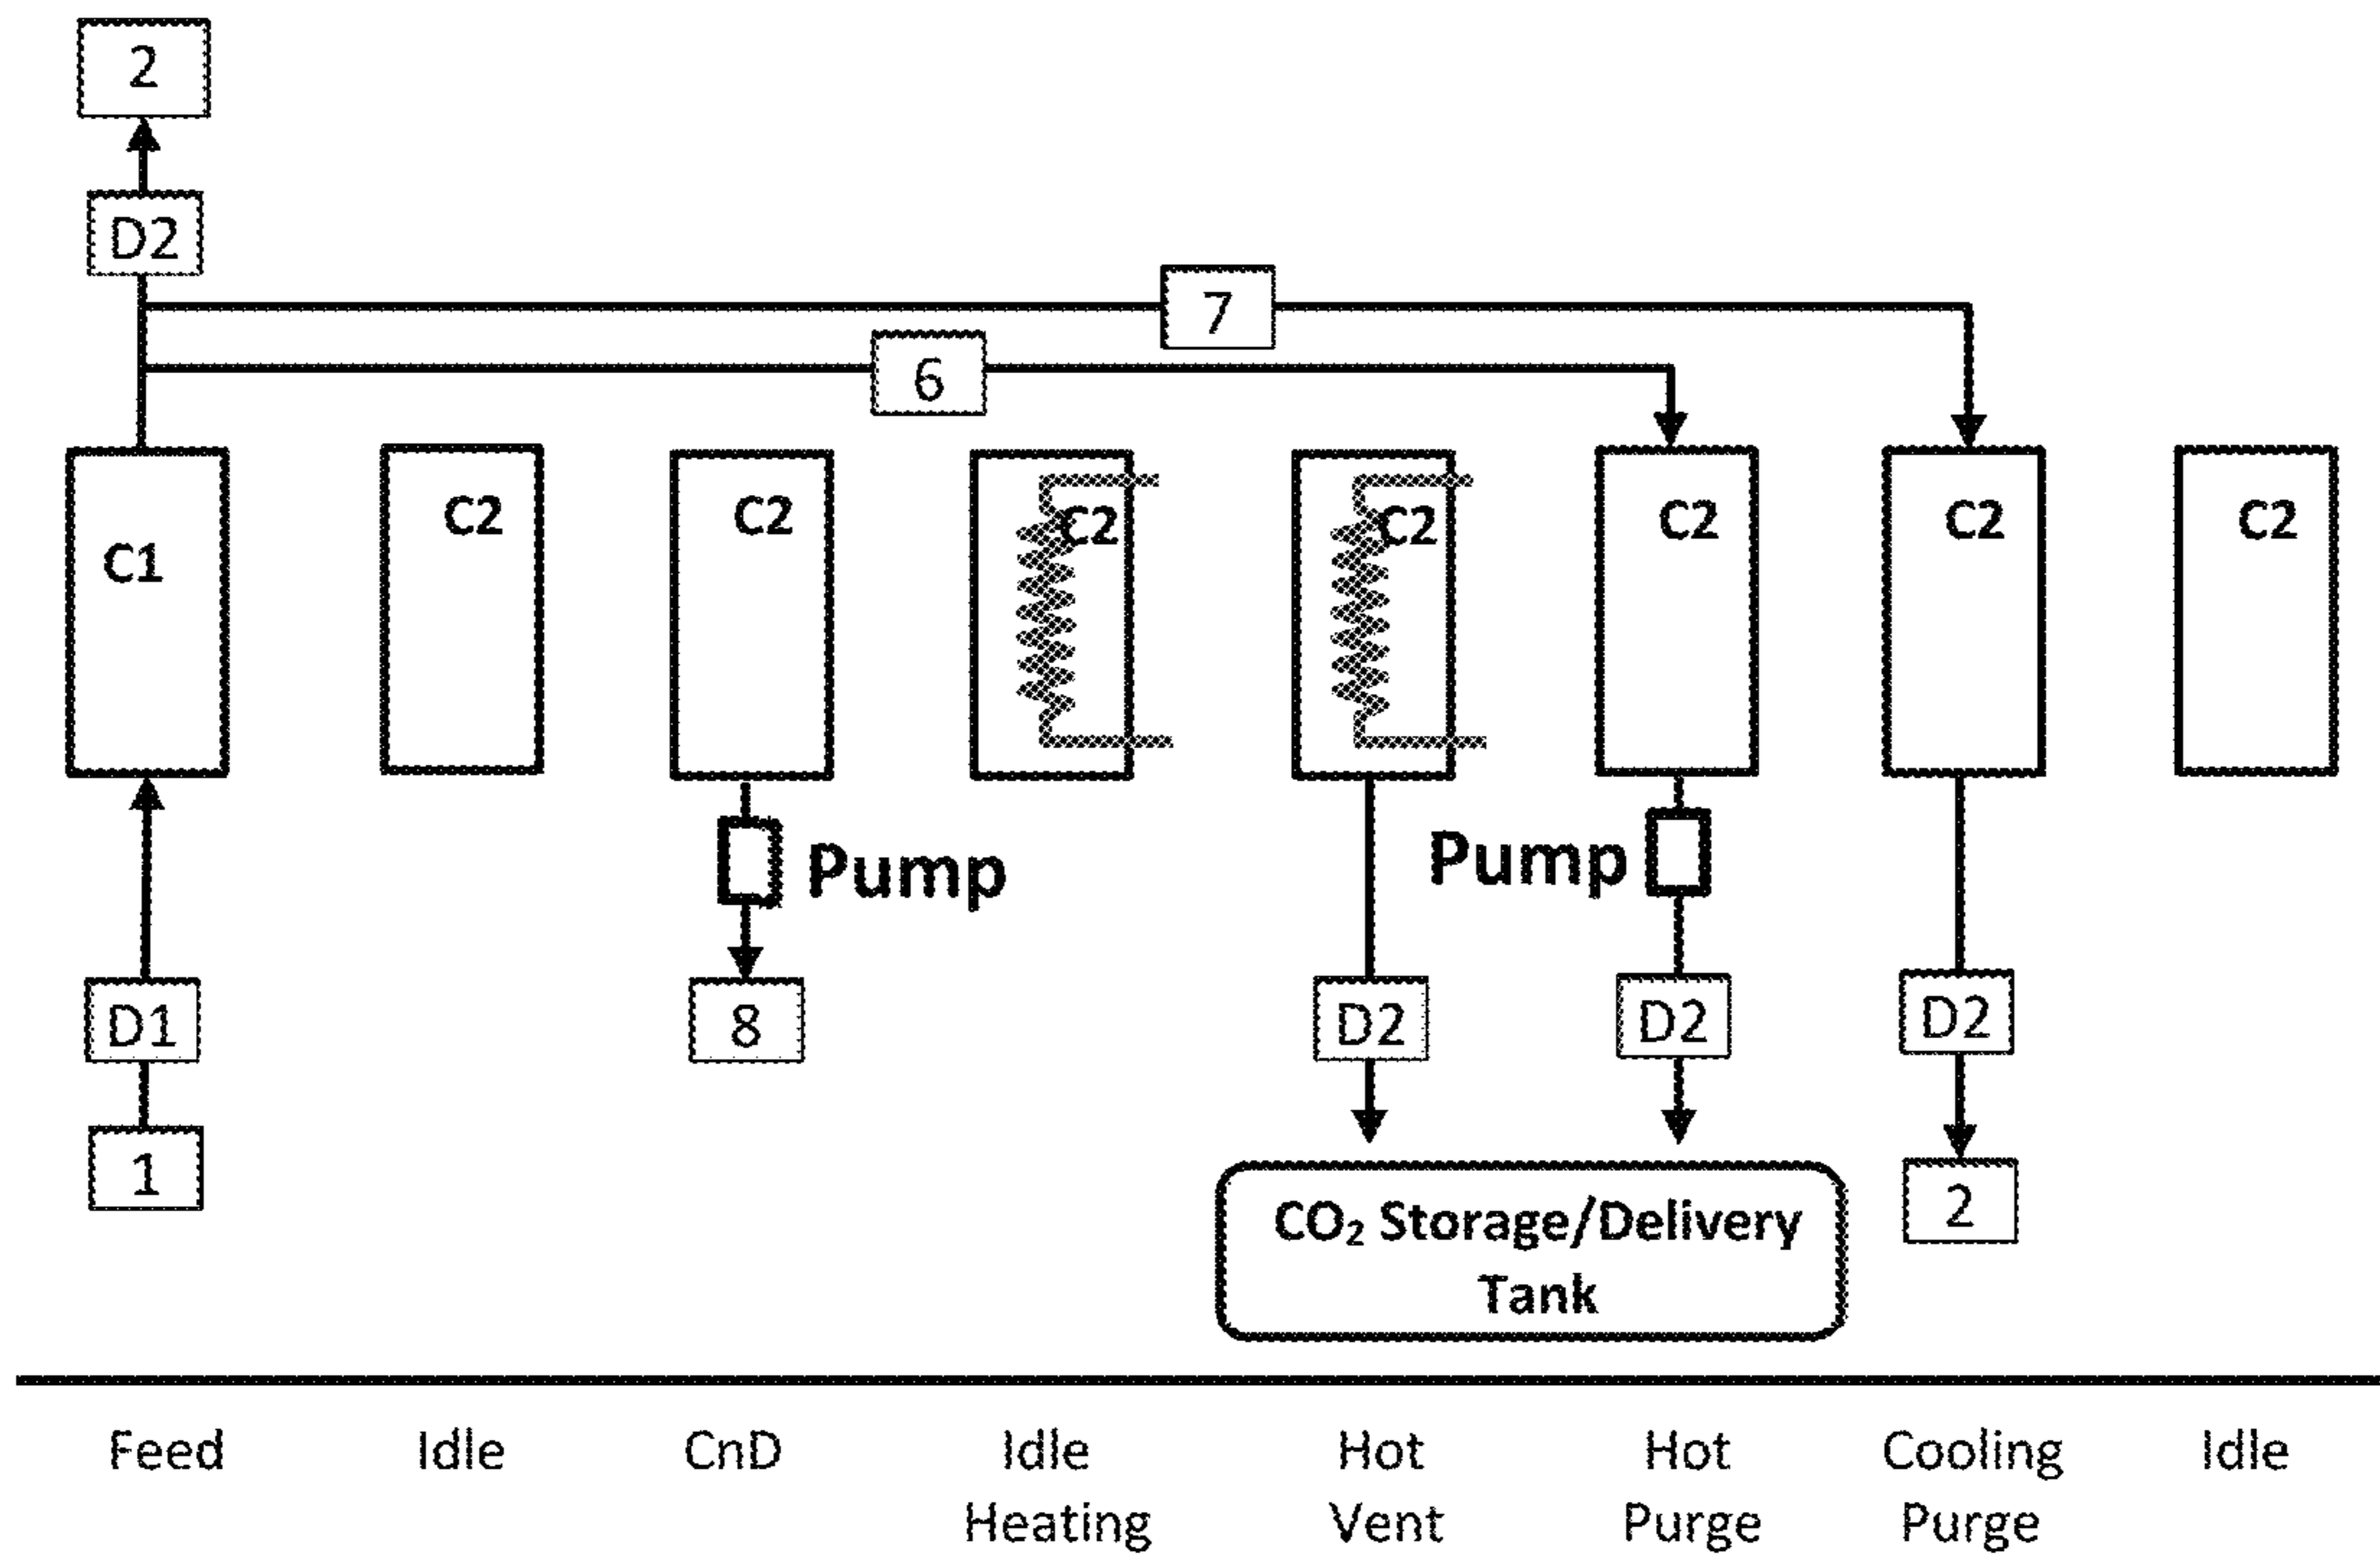 2
D2
7
6
C1
C2
C2
C2
C2
C2
C2
C2
Pump
Pump
D1
8
D2
D2
D2
1
2
CO₂ Storage/Delivery
Tank
Feed
Idle
CnD
Idle
Heating
Hot
Vent
Hot
Purge
Cooling
Purge
Idle